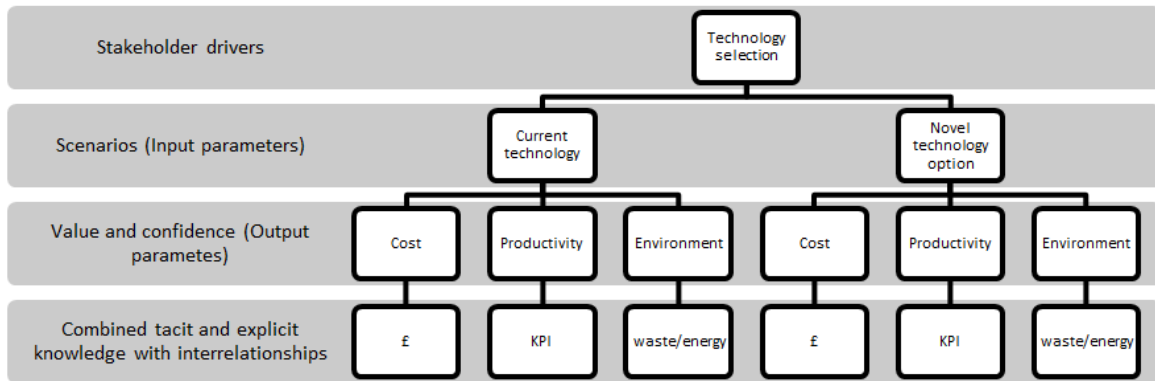 Stakeholder drivers
Technology
selection
Scenarios (Input parameters)
Current
technology
Novel
technology
option
Value and confidence (Output
parametes)
Cost
Productivity
Environment
Cost
Productivity
Environment
Combined tacit and explicit
knowledge with interrelationships
£
KPI
waste/energy
£
KPI
waste/energy